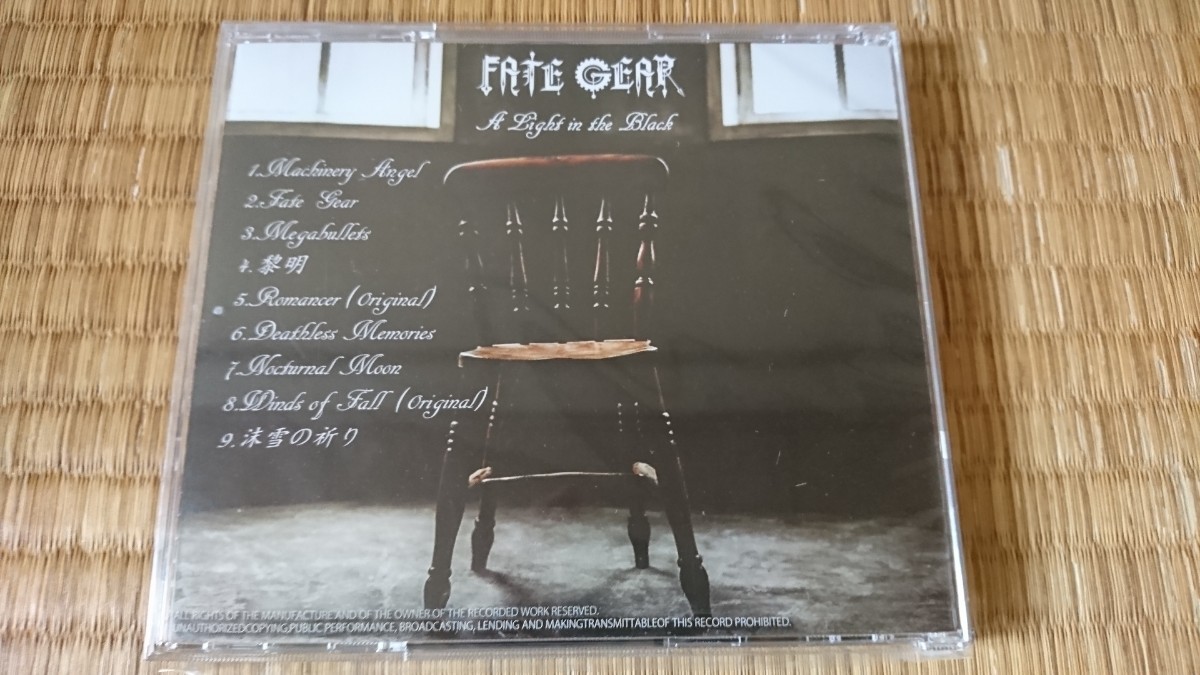 FATE GEAR
A Light in the Black
1.Machinery Angel
2.Fate Gear
3.Megabullets
4.黎明
5.Romancer (Original)
6.Deathless Memories
7.Nocturnal Moon
8.Winds of Fall (Original)
9.沫雪の祈り
ALL RIGHTS OF THE MANUFACTURE AND OF THE OWNER OF THE RECORDED WORK RESERVED.
UNAUTHORIZEDCOPYING,PUBLIC PERFORMANCE, BROADCASTING, LENDING AND MAKINGTRANSMITTABLEOF THIS RECORD PROHIBITED.